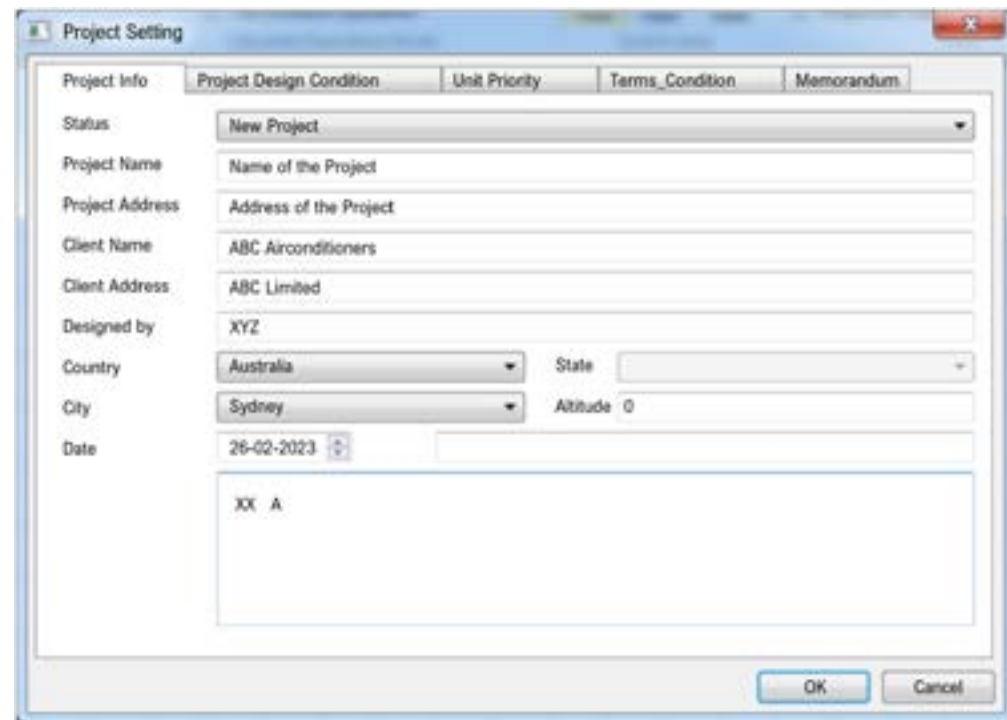 Project Setting
Project Info Project Design Condition Unit Priority Terms_Condition Memorandum
Status New Project
Project Name Name of the Project
Project Address Address of the Project
Client Name ABC Airconditioners
Client Address ABC Limited
Designed by XYZ
Country Australia State
City Sydney Altitude 0
Date 26-02-2023
XX A
OK Cancel